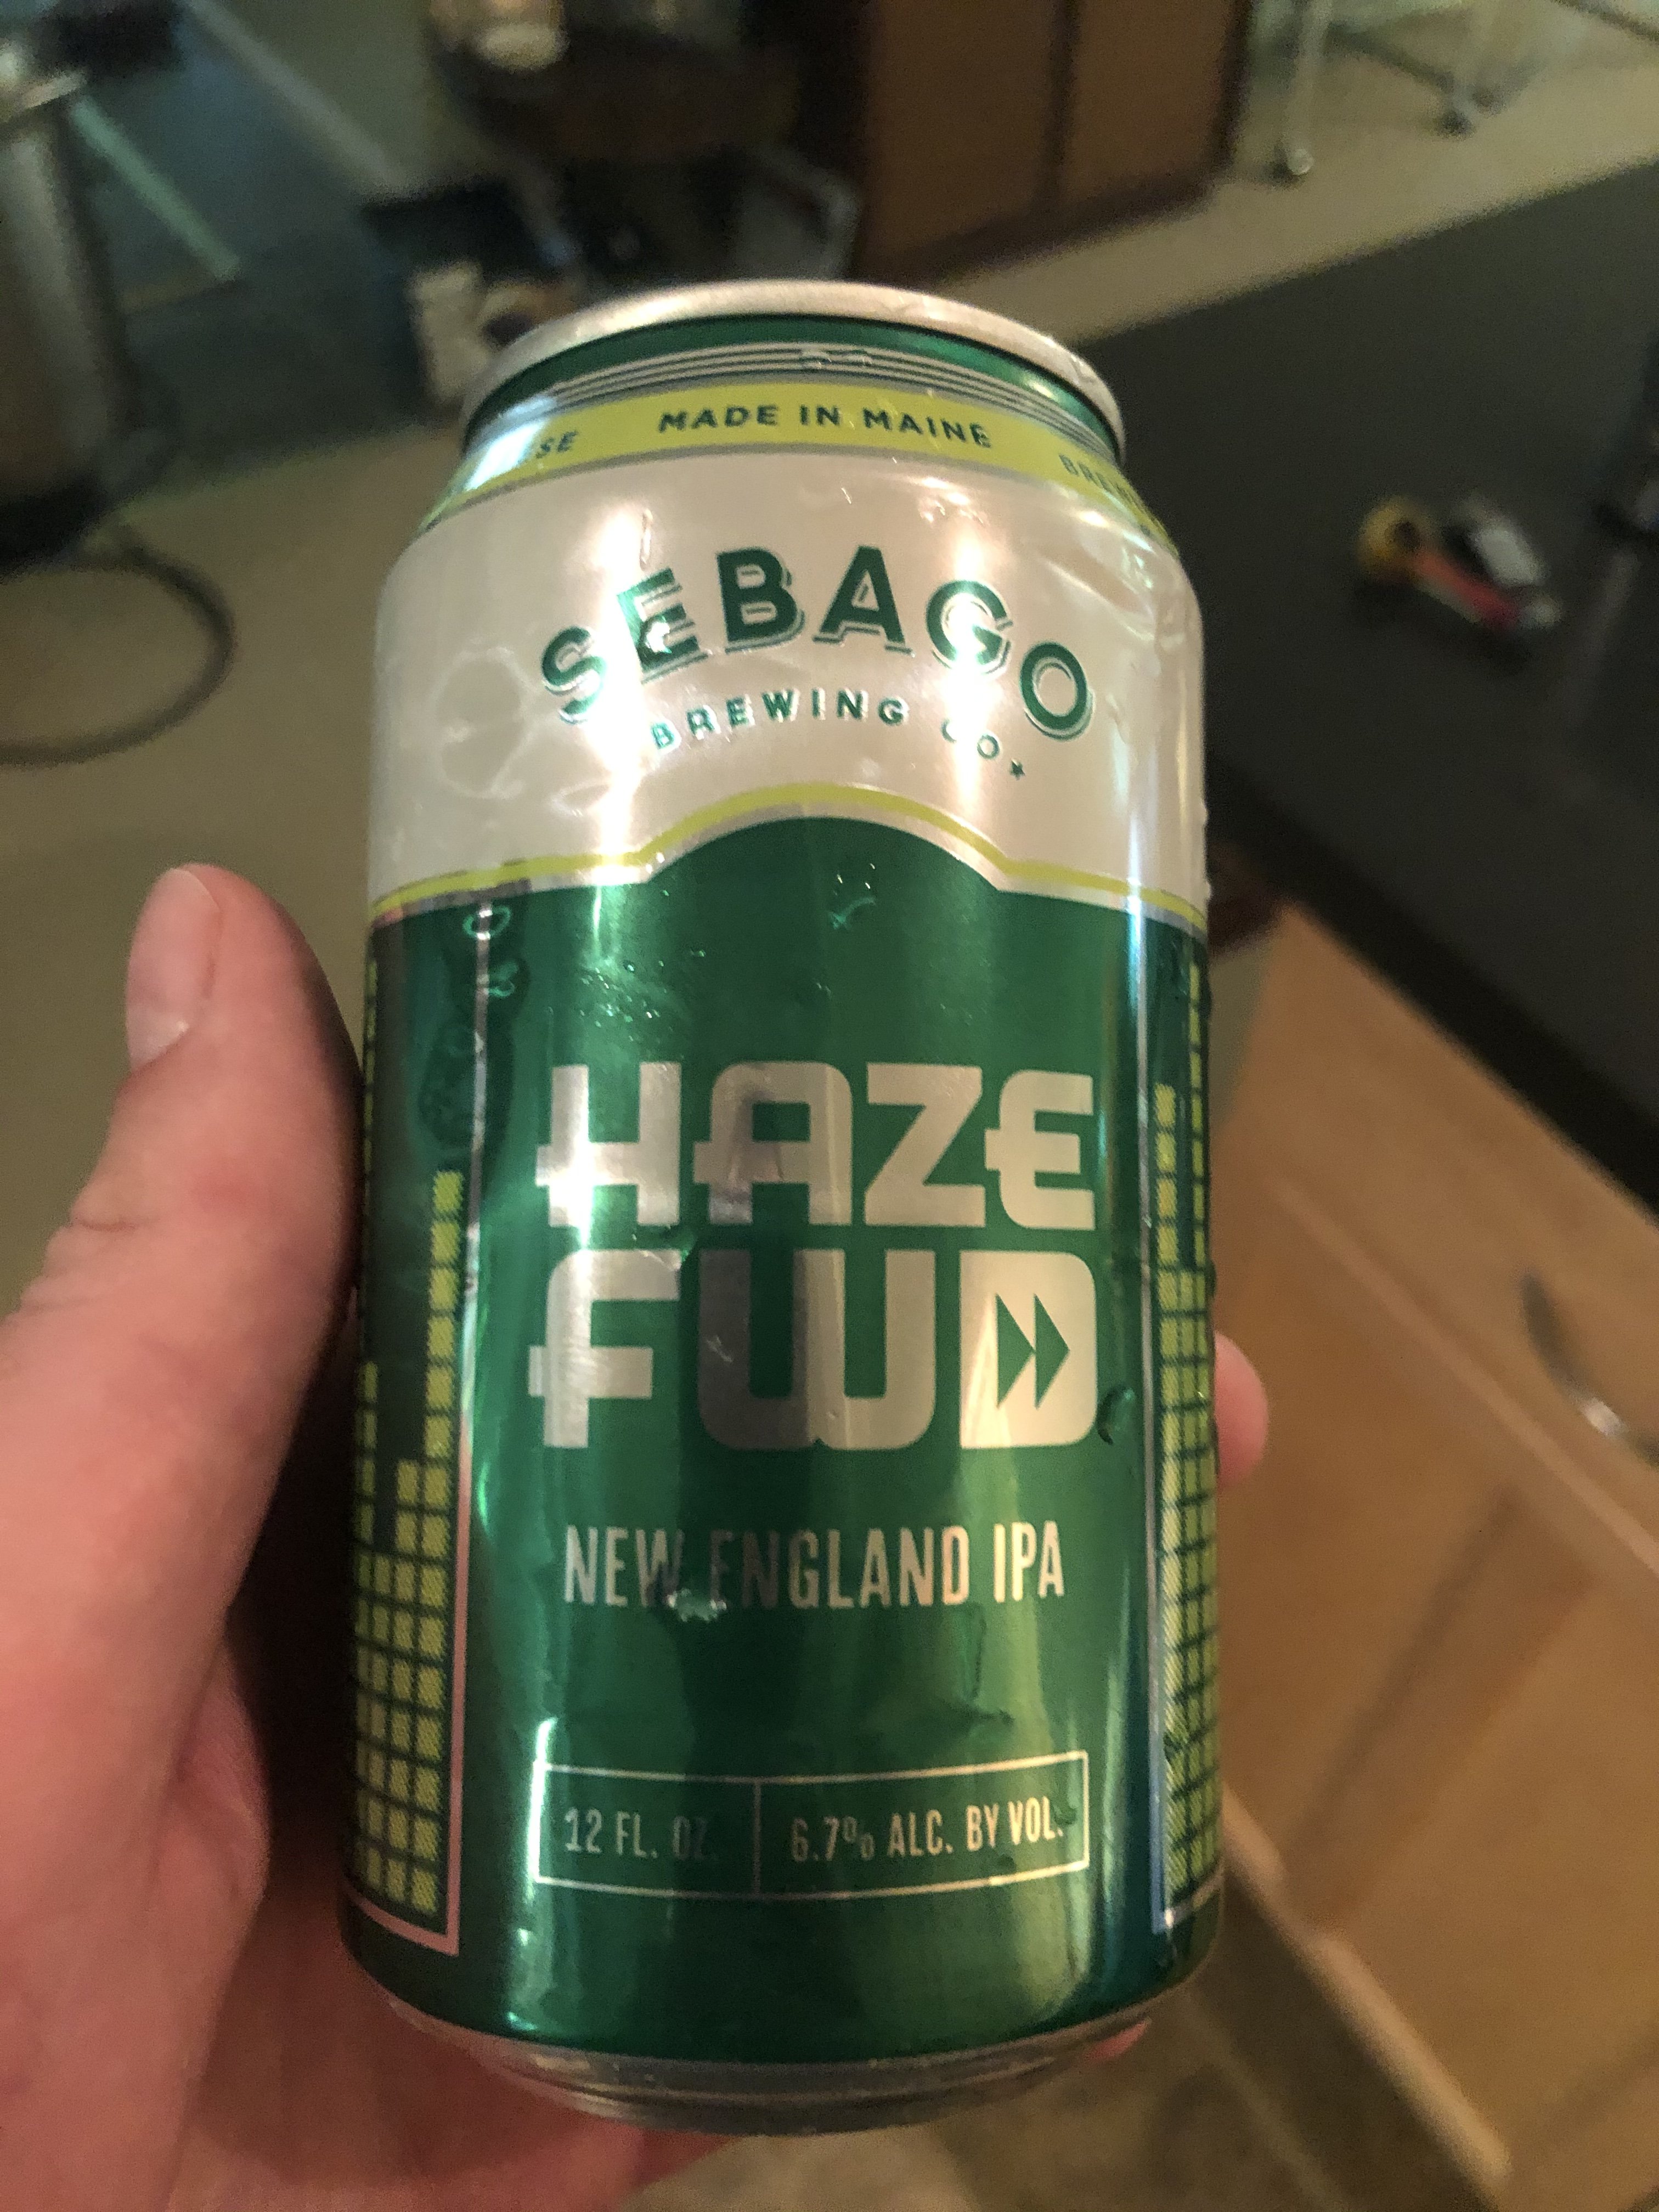 MADE IN MAINE
SEBAGO
BREWING CO.
HAZE
FWD
NEW ENGLAND IPA
12 FL. OZ. 6.7% ALC. BY VOL.